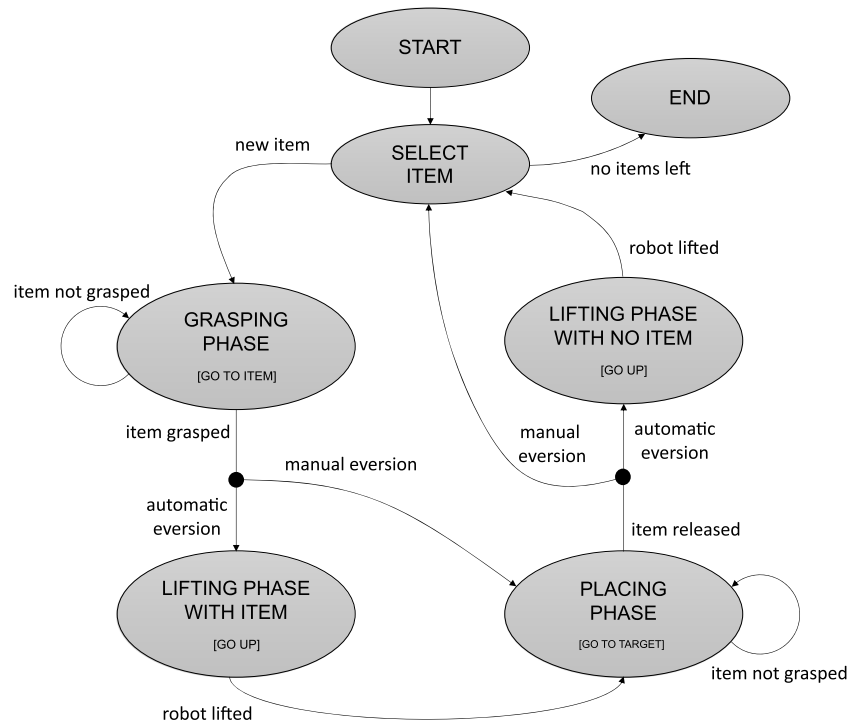 START
END
new item
SELECT
ITEM
no items left
robot lifted
item not grasped
GRASPING
PHASE
[GO TO ITEM]
LIFTING PHASE
WITH NO ITEM
[GO UP]
item grasped
manual
eversion
automatic
eversion
manual eversion
automatic
eversion
item released
LIFTING PHASE
WITH ITEM
[GO UP]
PLACING
PHASE
[GO TO TARGET]
item not grasped
robot lifted